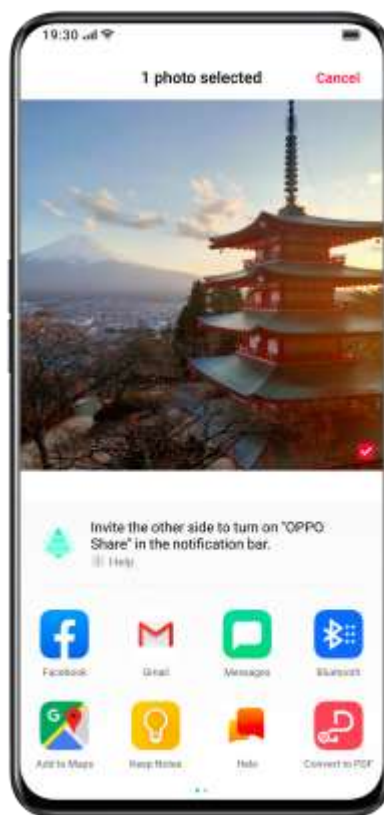 19:30
1 photo selected
Cancel
Invite the other side to turn on "OPPO
Share" in the notification bar.
Help
Facebook
Gmail
Messages
Bluetooth
G
Add to Maps
Keep Notes
Helo
Convert to PDF